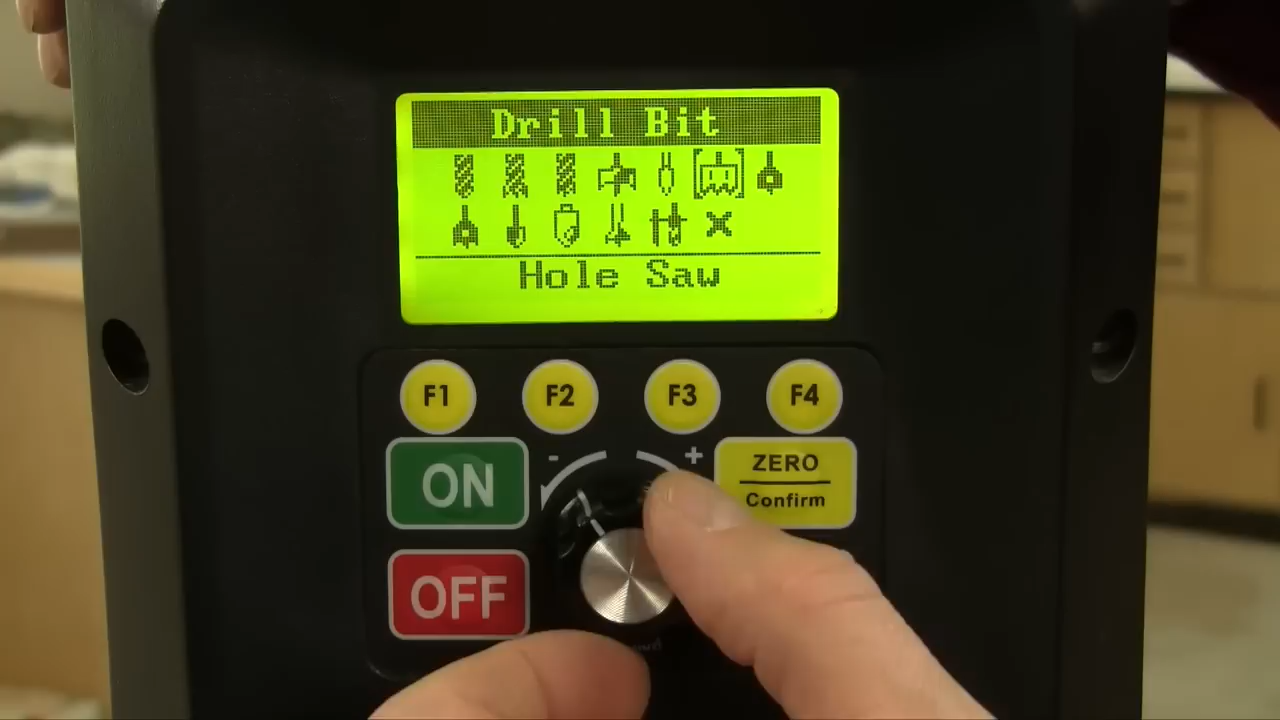 Drill Bit
Hole Saw
F1 F2 F3 F4
- +
ON
ZERO
Confirm
OFF